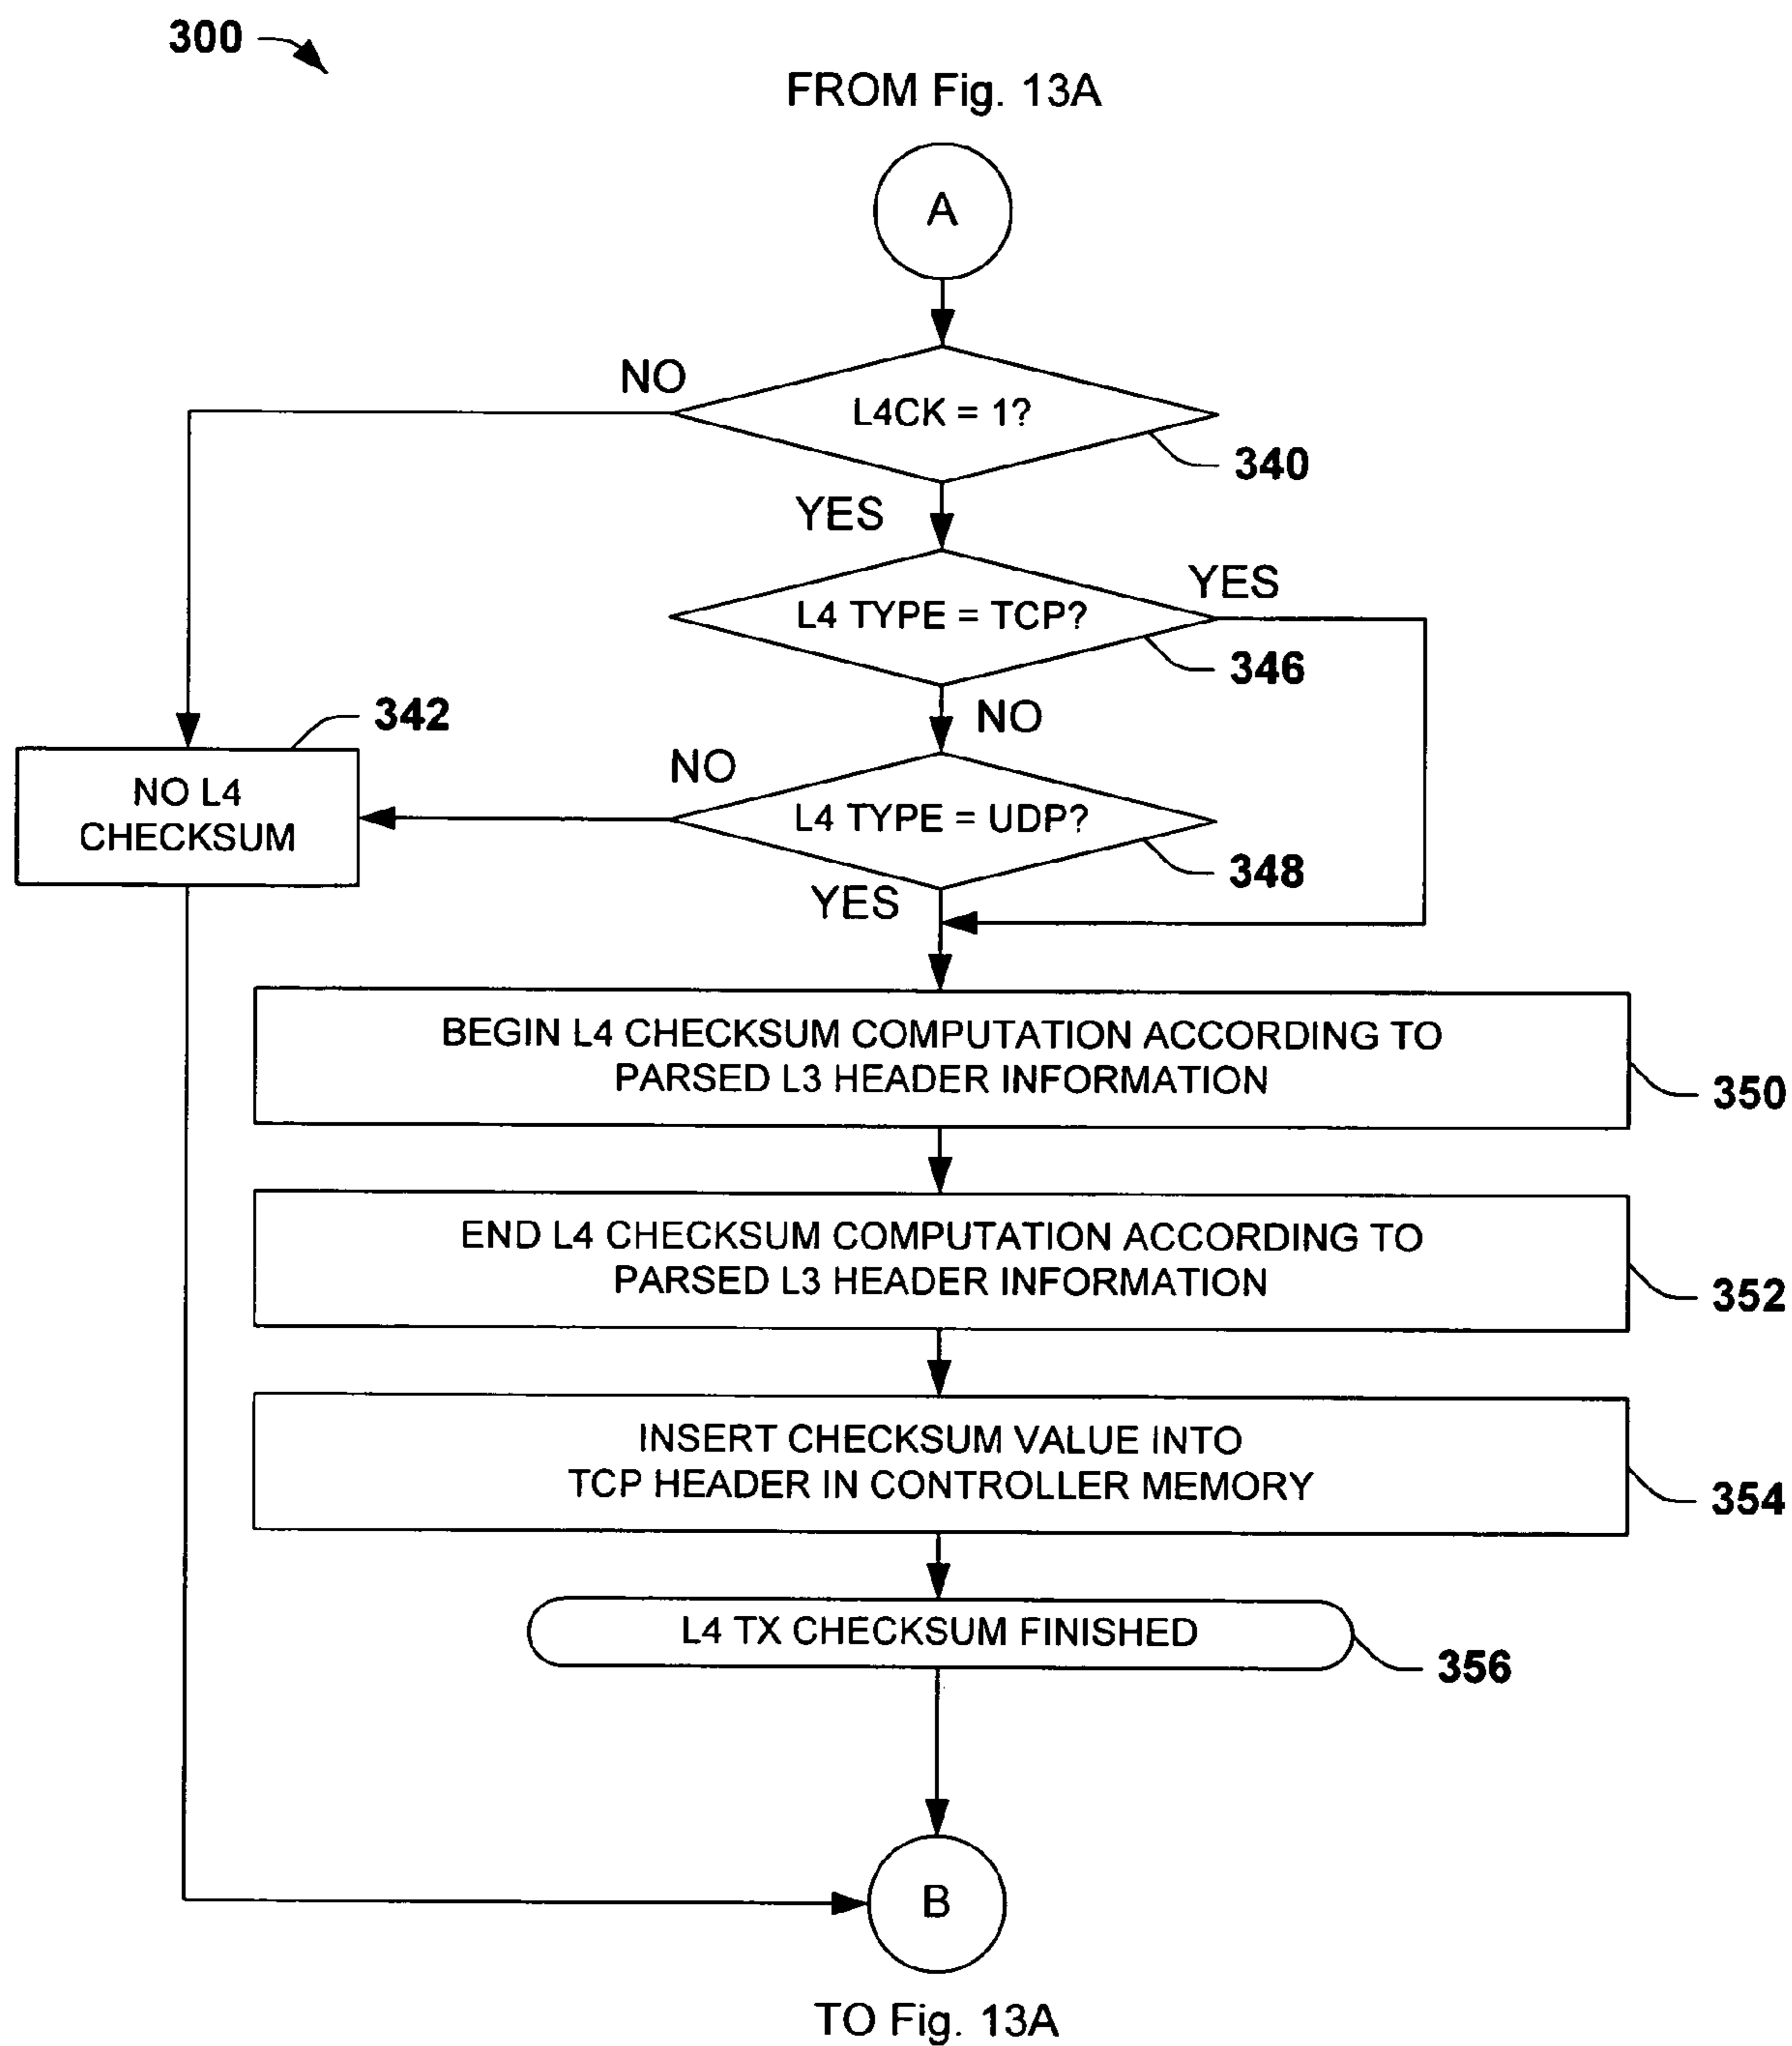 300
FROM Fig. 13A
A
NO
L4CK = 1?
340
YES
YES
L4 TYPE = TCP?
346
342
NO
NO L4
CHECKSUM
NO
L4 TYPE = UDP?
348
YES
BEGIN L4 CHECKSUM COMPUTATION ACCORDING TO
PARSED L3 HEADER INFORMATION
350
END L4 CHECKSUM COMPUTATION ACCORDING TO
PARSED L3 HEADER INFORMATION
352
INSERT CHECKSUM VALUE INTO
TCP HEADER IN CONTROLLER MEMORY
354
L4 TX CHECKSUM FINISHED
356
B
TO Fig. 13A